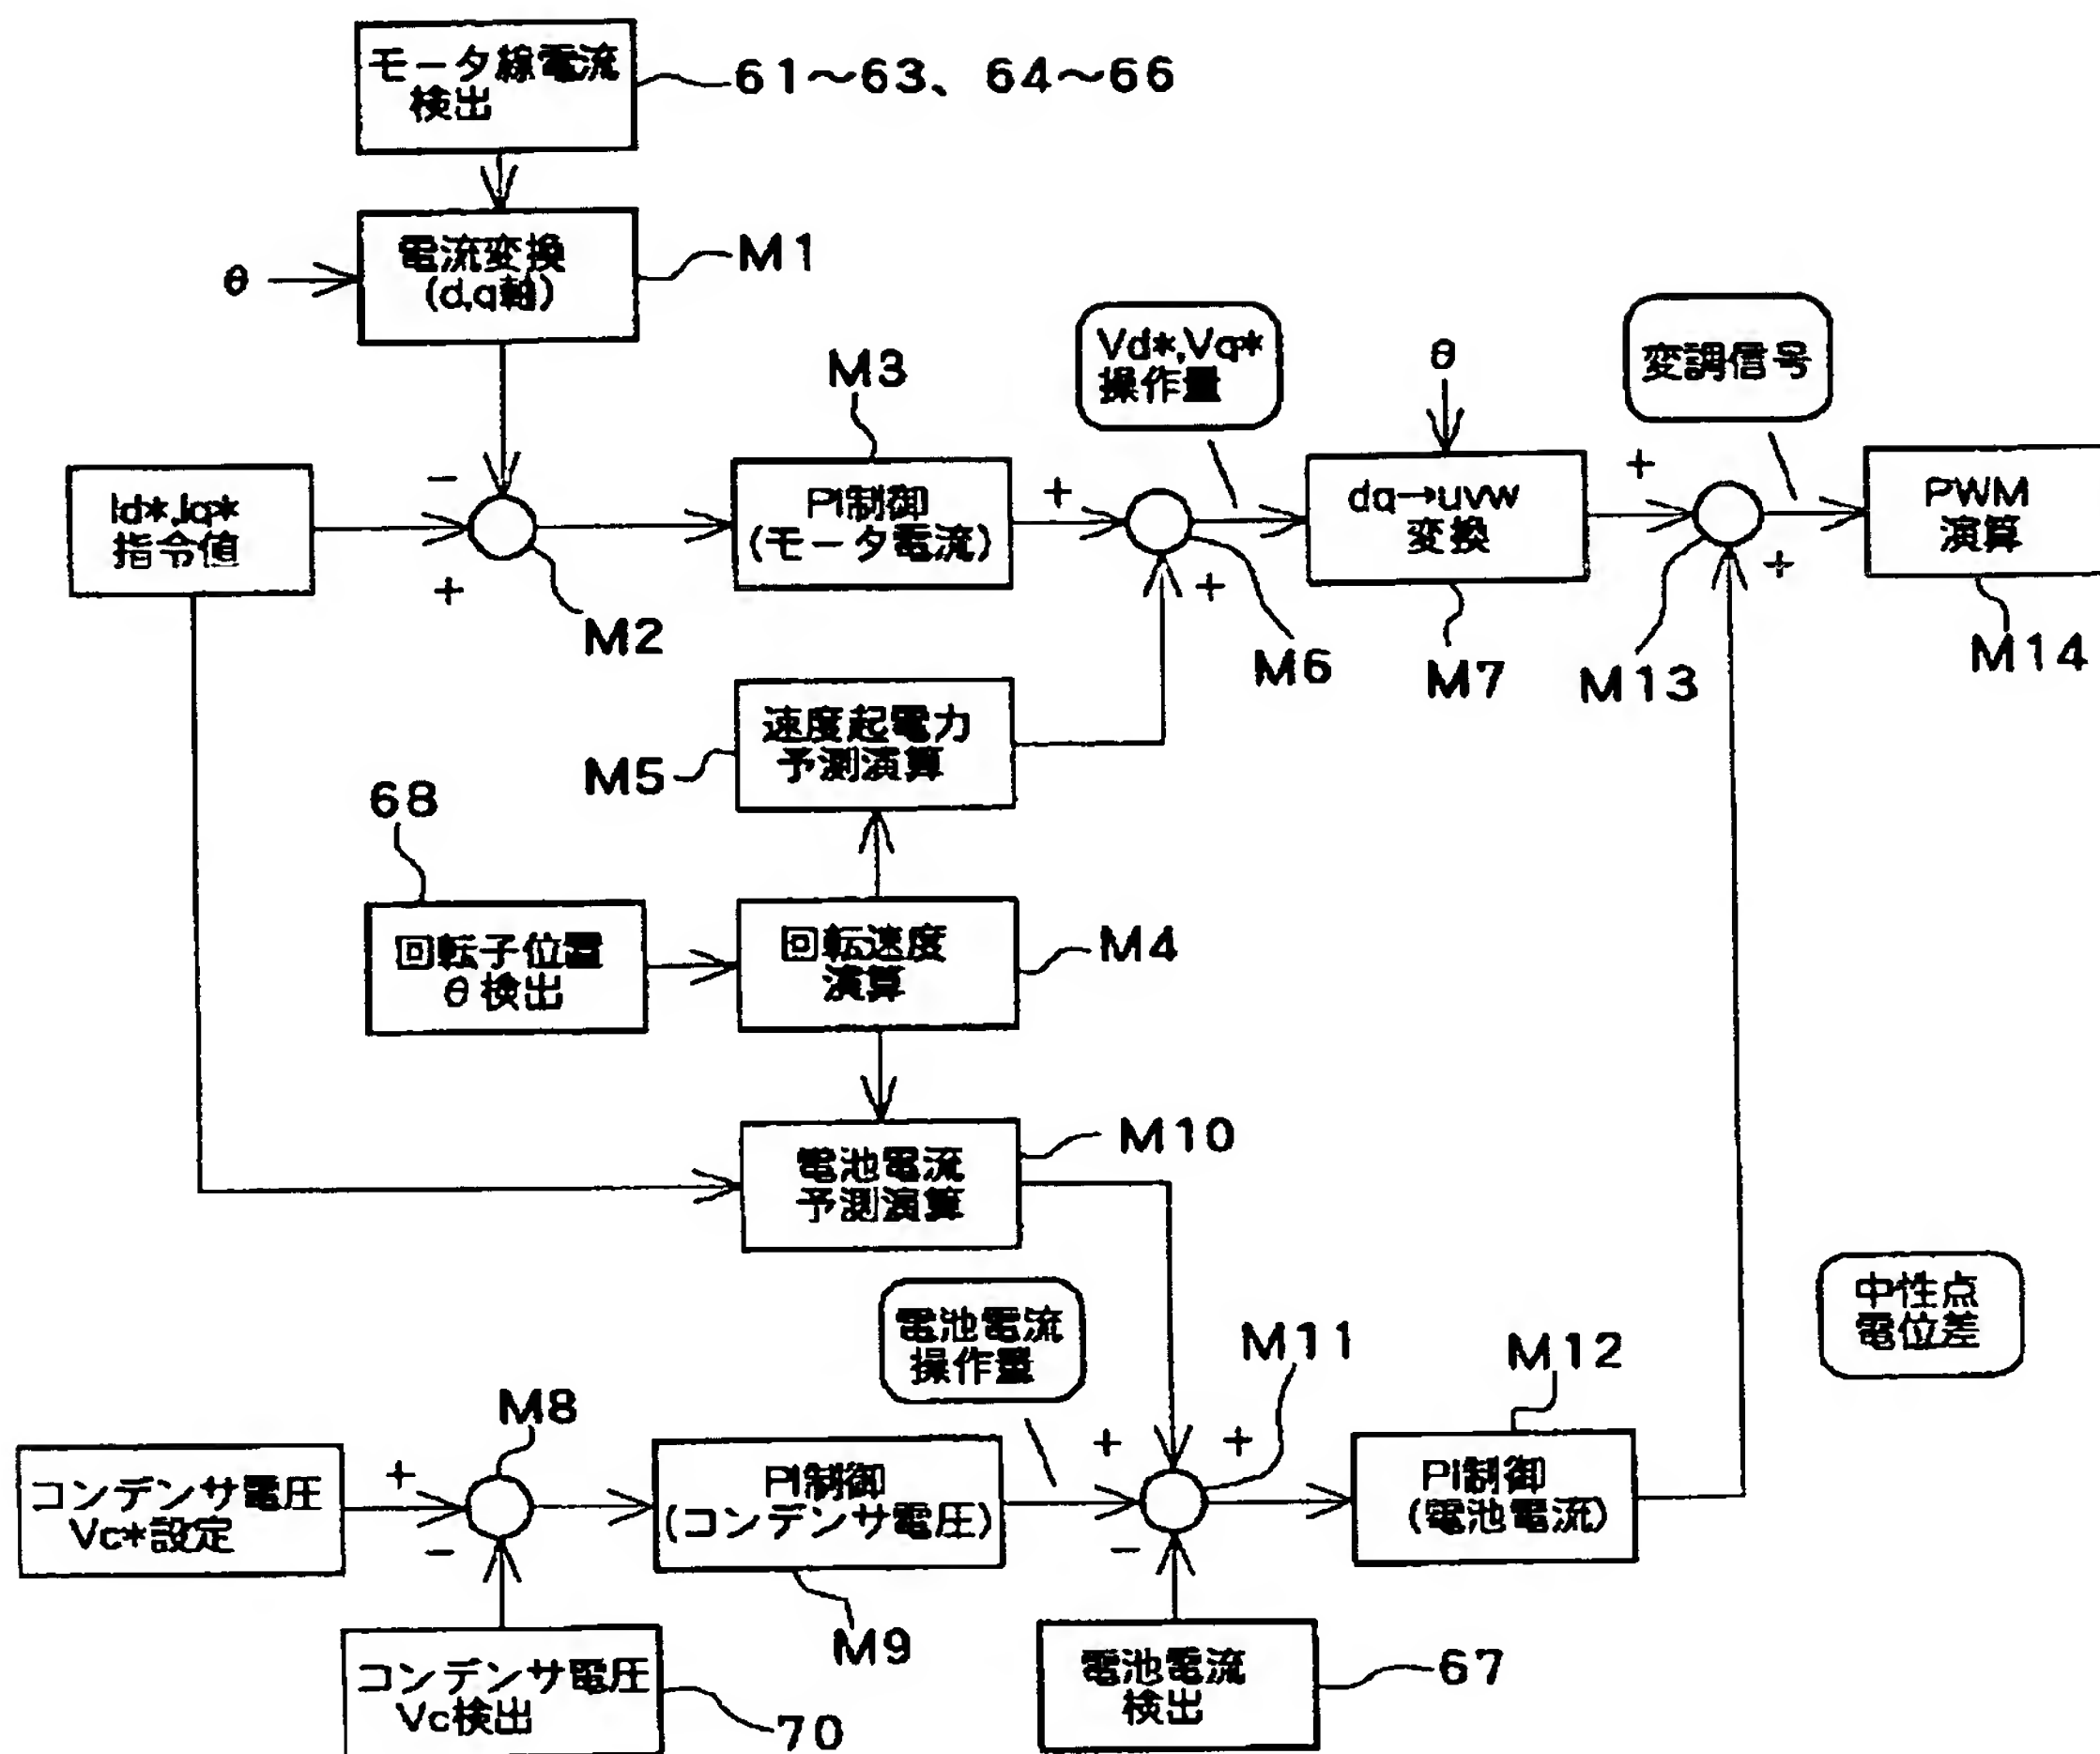 モータ線電流
検出
61～63、64～66
θ
電流変換
(d,q軸)
M1
Id*,Iq*
指令値
-
+
M2
M3
PI制御
(モータ電流)
+
+
Vd*,Vq*
操作量
M6
θ
dq→uvw
変換
M7
変調信号
+
+
M13
PWM
演算
M14
速度起電力
予測演算
M5
68
回転子位置
θ検出
回転速度
演算
M4
電池電流
予測演算
M10
中性点
電位差
コンデンサ電圧
Vc*設定
+
-
M8
コンデンサ電圧
Vc検出
70
PI制御
(コンデンサ電圧)
M9
電池電流
操作量
+
+
-
M11
電池電流
検出
67
M12
PI制御
(電池電流)